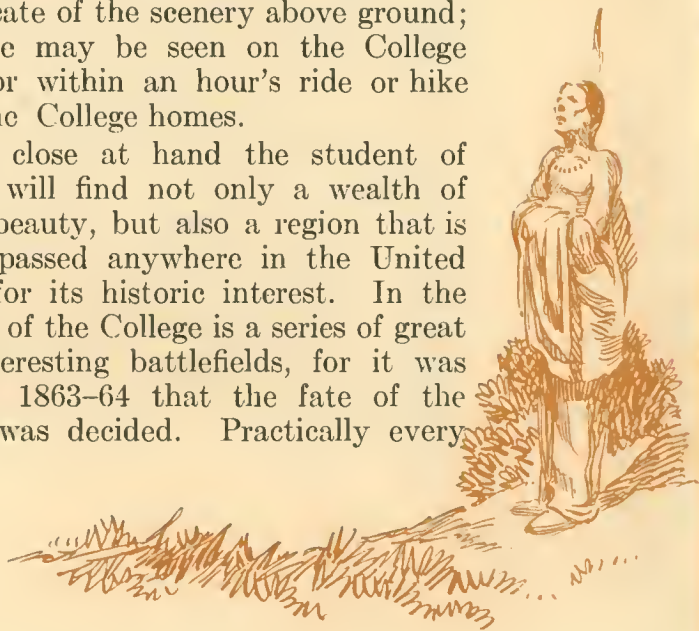 ate of the scenery above ground;
may be seen on the College
or within an hour's ride or hike
College homes.
close at hand the student of
will find not only a wealth of
beauty, but also a region that is
passed anywhere in the United
for its historic interest. In the
of the College is a series of great
eresting battlefields, for it was
1863–64 that the fate of the
was decided. Practically every